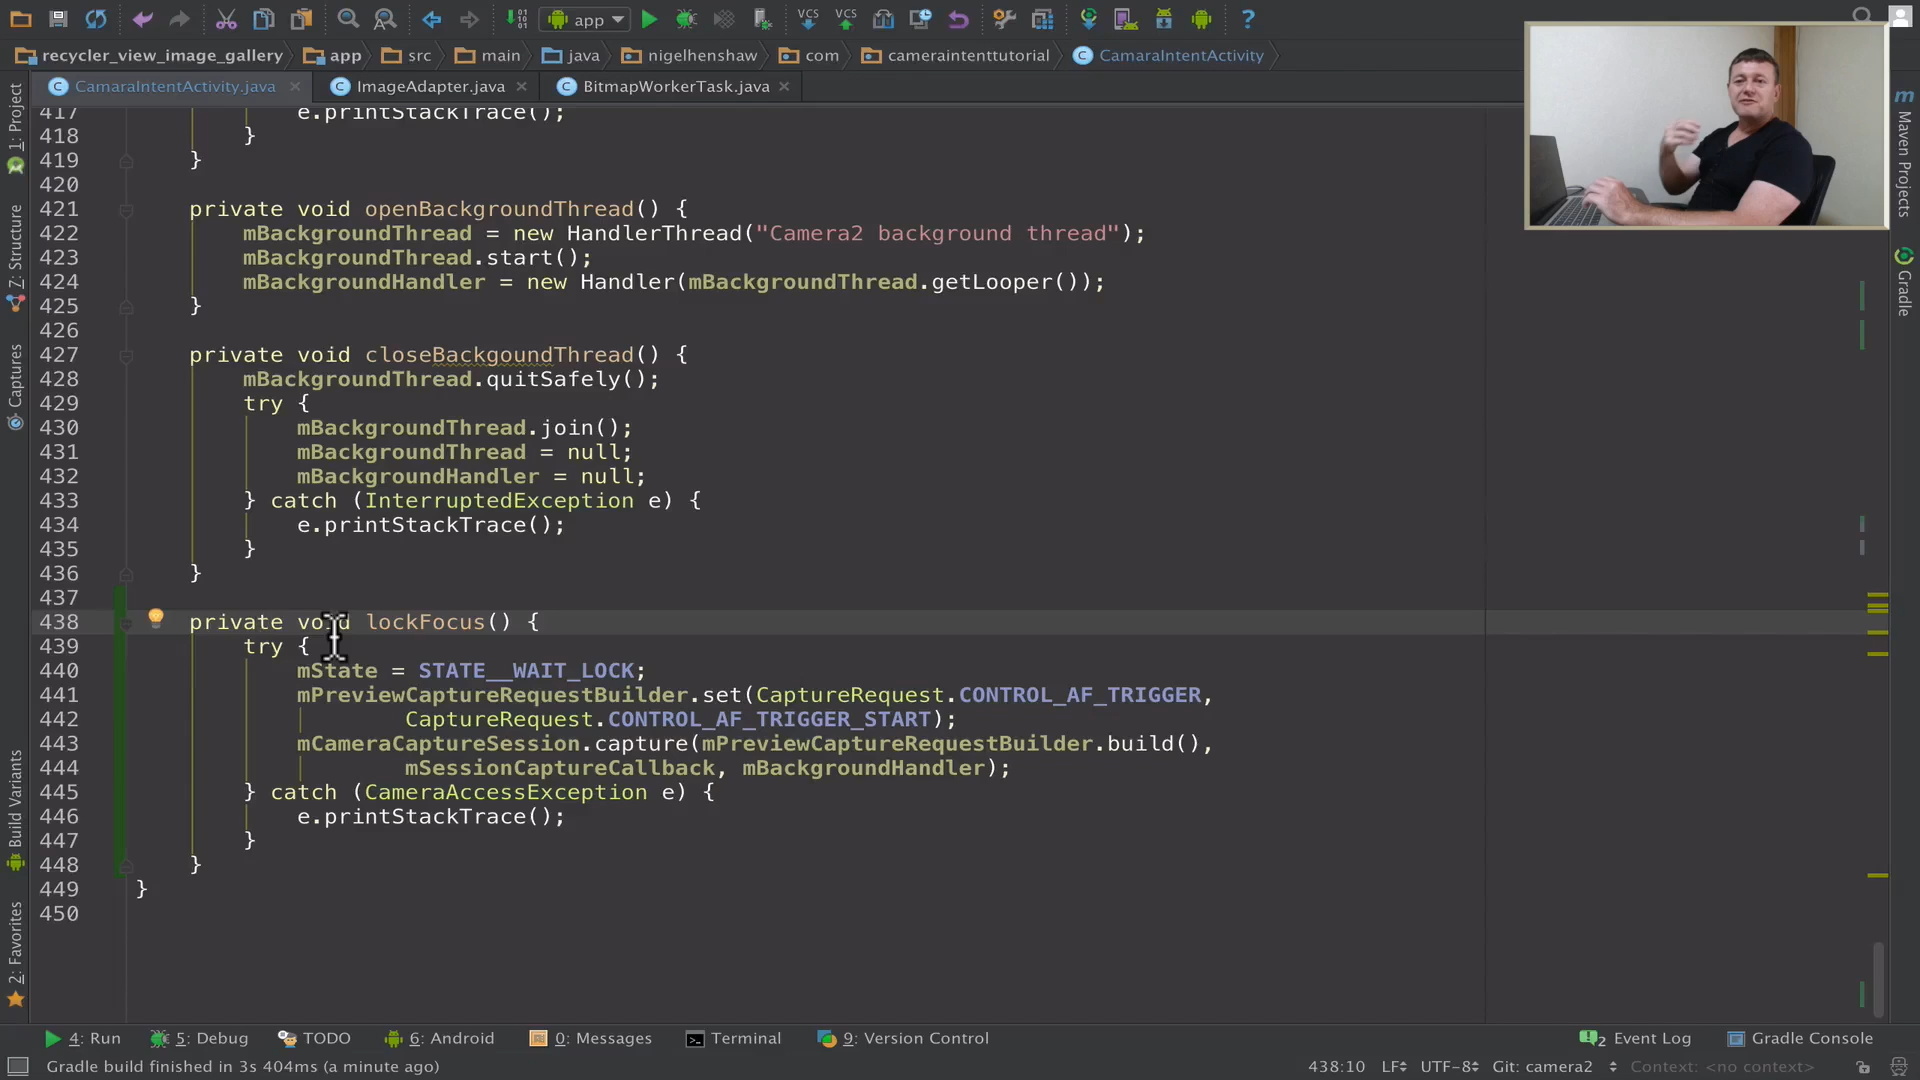 app
recycler_view_image_gallery app src main java nigelhenshaw com cameraintenttutorial CamaraIntentActivity
CamaraIntentActivity.java ImageAdapter.java BitmapWorkerTask.java
1: Project
7: Structure
Captures
Build Variants
2: Favorites
417 e.printStackTrace();
418 }
419 }
420
421 private void openBackgroundThread() {
422 mBackgroundThread = new HandlerThread("Camera2 background thread");
423 mBackgroundThread.start();
424 mBackgroundHandler = new Handler(mBackgroundThread.getLooper());
425 }
426
427 private void closeBackgoundThread() {
428 mBackgroundThread.quitSafely();
429 try {
430 mBackgroundThread.join();
431 mBackgroundThread = null;
432 mBackgroundHandler = null;
433 } catch (InterruptedException e) {
434 e.printStackTrace();
435 }
436 }
437
438 private void lockFocus() {
439 try {
440 mState = STATE__WAIT_LOCK;
441 mPreviewCaptureRequestBuilder.set(CaptureRequest.CONTROL_AF_TRIGGER,
442 CaptureRequest.CONTROL_AF_TRIGGER_START);
443 mCameraCaptureSession.capture(mPreviewCaptureRequestBuilder.build(),
444 mSessionCaptureCallback, mBackgroundHandler);
445 } catch (CameraAccessException e) {
446 e.printStackTrace();
447 }
448 }
449 }
450
Maven Projects
Gradle
4: Run 5: Debug TODO 6: Android 0: Messages Terminal 9: Version Control 2 Event Log Gradle Console
Gradle build finished in 3s 404ms (a minute ago) 438:10 LF UTF-8 Git: camera2 Context: <no context>